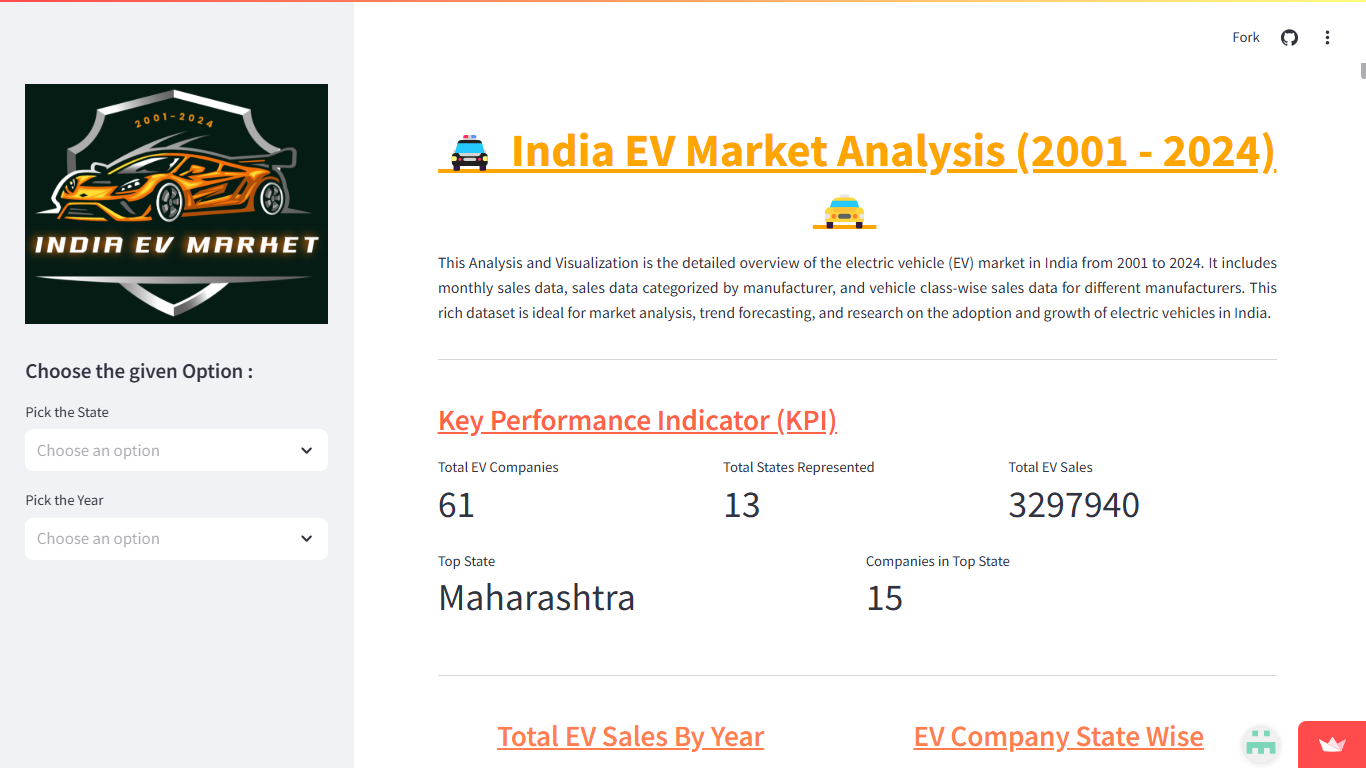 Fork
2001-2024
INDIA EV MARKET
Choose the given Option :
Pick the State
Choose an option
Pick the Year
Choose an option
🚔 India EV Market Analysis (2001 - 2024)
🚖
This Analysis and Visualization is the detailed overview of the electric vehicle (EV) market in India from 2001 to 2024. It includes
monthly sales data, sales data categorized by manufacturer, and vehicle class-wise sales data for different manufacturers. This
rich dataset is ideal for market analysis, trend forecasting, and research on the adoption and growth of electric vehicles in India.
Key Performance Indicator (KPI)
Total EV Companies
61
Total States Represented
13
Total EV Sales
3297940
Top State
Maharashtra
Companies in Top State
15
Total EV Sales By Year
EV Company State Wise